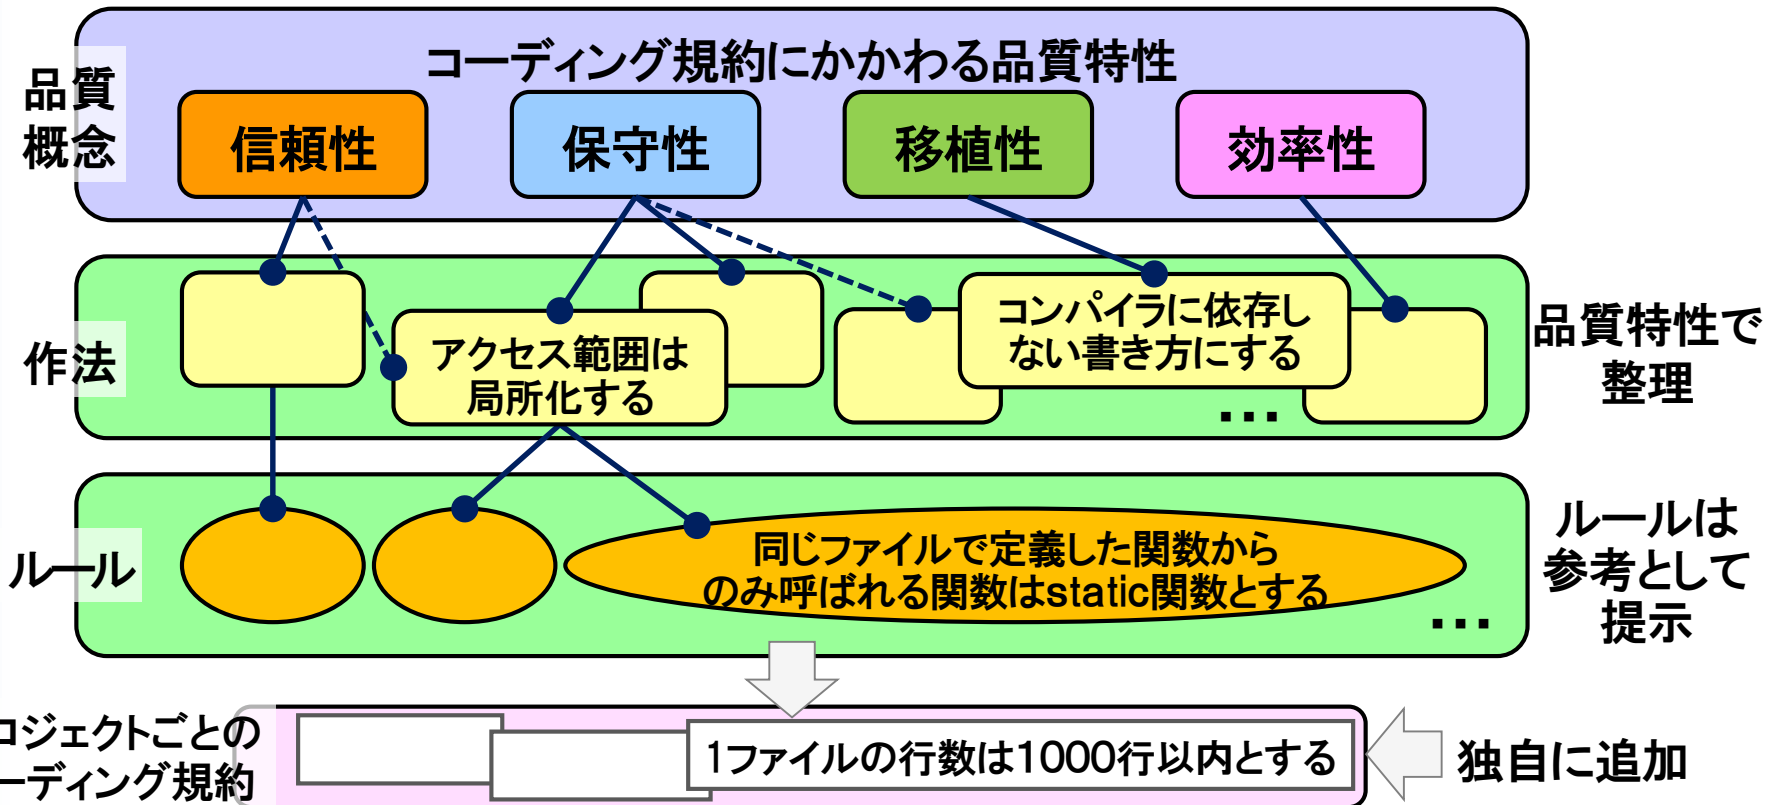 コーディング規約にかかわる品質特性
品質
概念
信頼性
保守性
移植性
効率性
作法
アクセス範囲は
局所化する
コンパイラに依存し
ない書き方にする
...
品質特性で
整理
ルール
同じファイルで定義した関数から
のみ呼ばれる関数はstatic関数とする
...
ルールは
参考として
提示
ロジェクトごとの
ーディング規約
1ファイルの行数は1000行以内とする
独自に追加